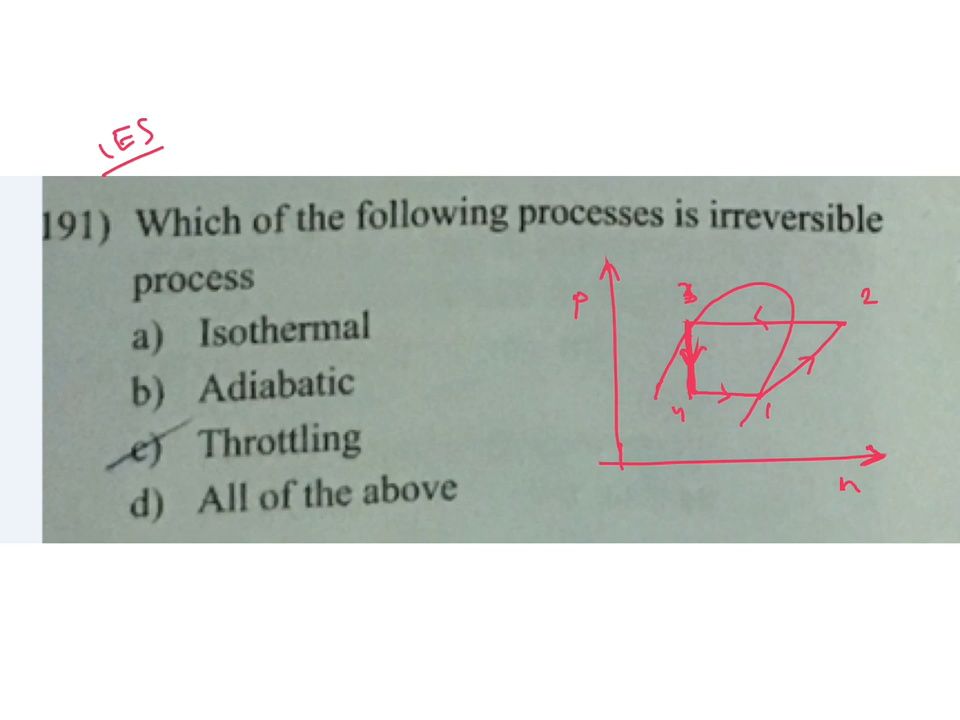 IES
191) Which of the following processes is irreversible
process
a) Isothermal
b) Adiabatic
c) Throttling
d) All of the above
P
3
2
4
1
h